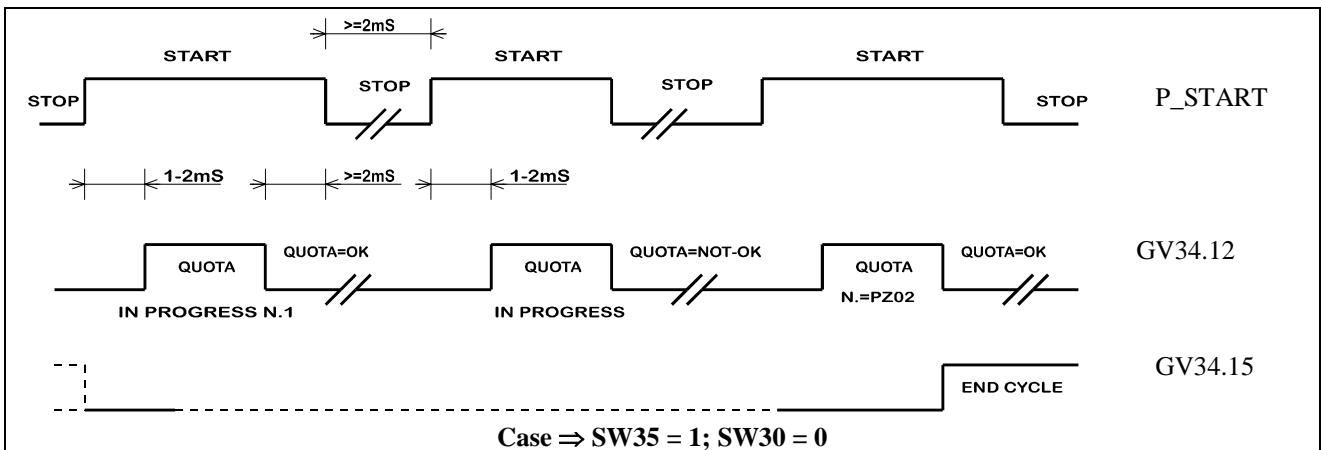 >=2mS
START START START
STOP STOP STOP STOP P_START
1-2mS >=2mS 1-2mS
QUOTA QUOTA=OK QUOTA QUOTA=NOT-OK QUOTA QUOTA=OK GV34.12
N.=PZ02
IN PROGRESS N.1 IN PROGRESS
GV34.15
END CYCLE
Case ⇒ SW35 = 1; SW30 = 0